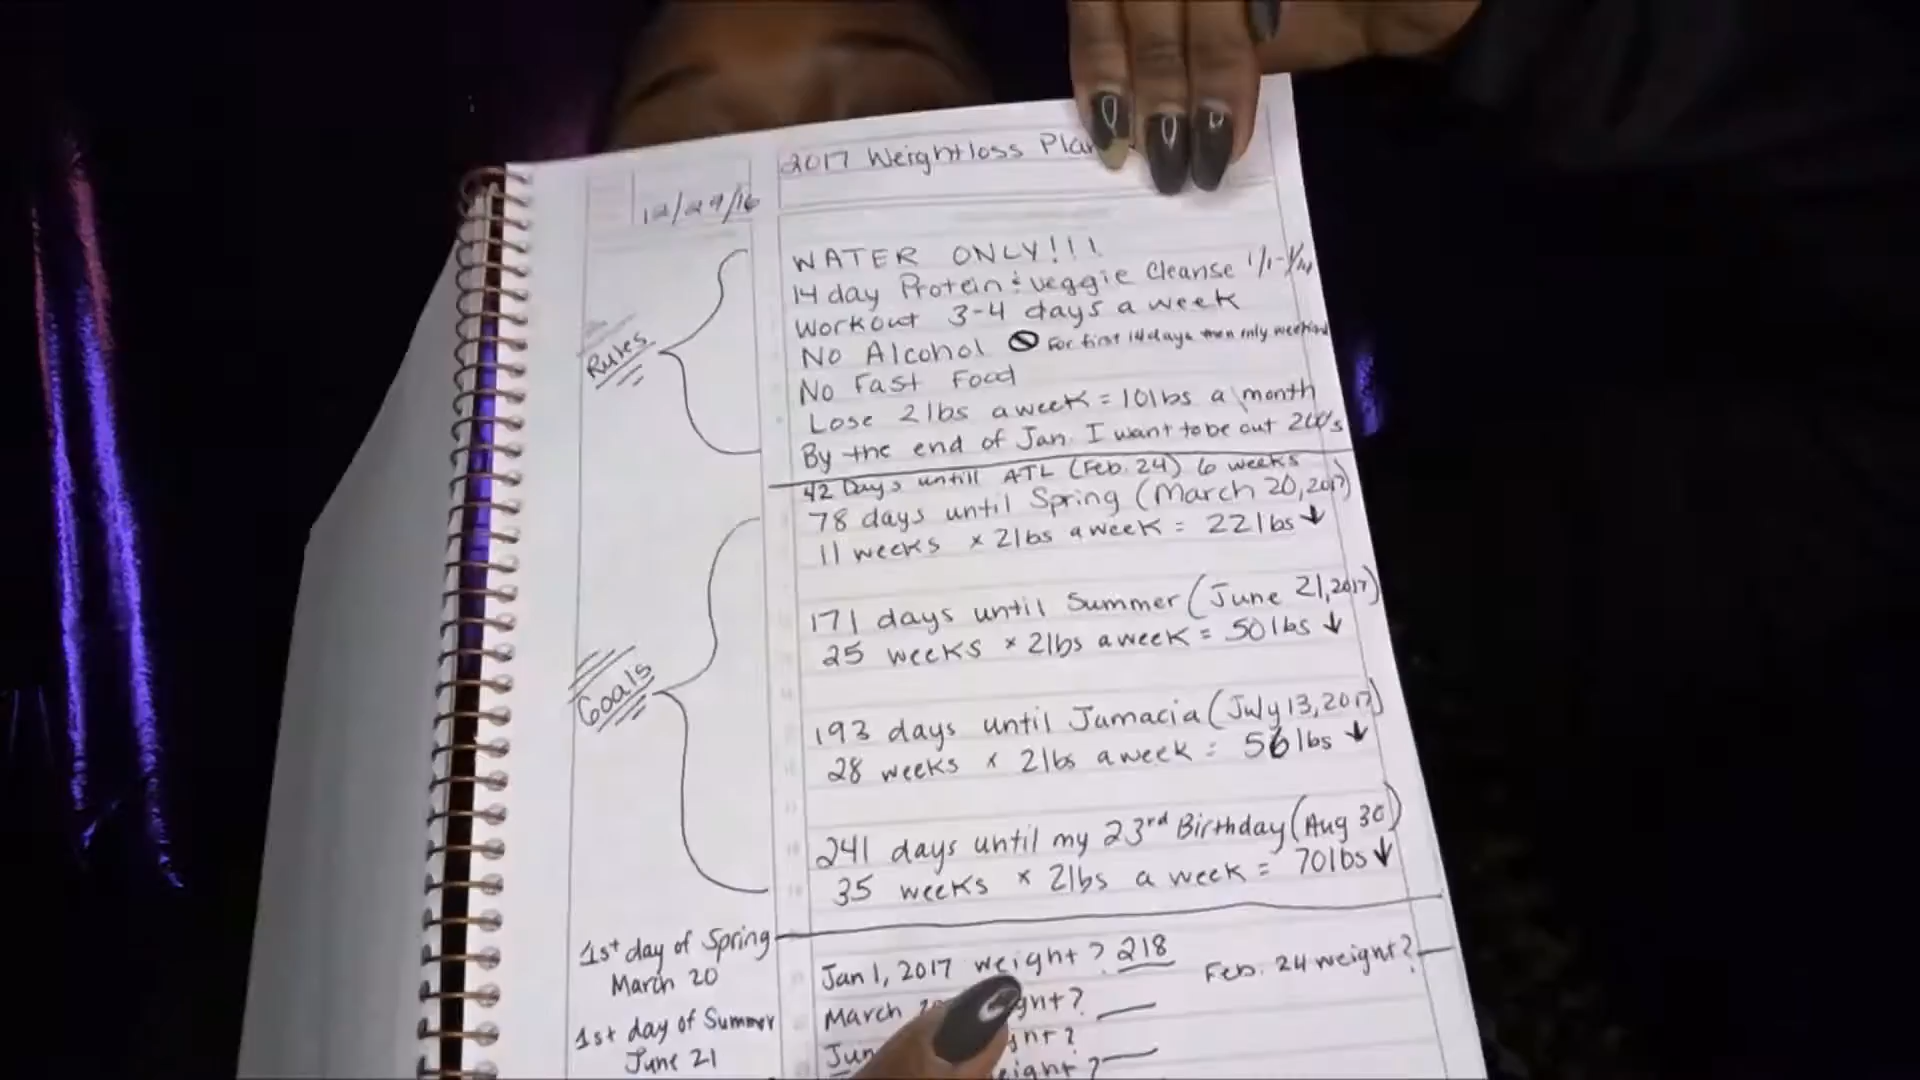 2017 Weightloss
12/29/16
Rules
WATER ONLY!!!
14 day Protein & veggie Cleanse 1/1-1/14
Workout 3-4 days a week
No Alcohol For first 14 days then only
No Fast Food
Lose 2lbs a week = 10lbs a month
By the end of Jan. I want to be out 200's
42 Days untill ATL (Feb. 24) 6 weeks
Goals
78 days until Spring (March 20, 2017)
11 weeks x 2lbs a week = 22lbs ↓
171 days until Summer (June 21, 2017)
25 weeks x 2lbs a week = 50lbs ↓
193 days until Jamacia (July 13, 2017)
28 weeks x 2lbs a week = 56lbs ↓
241 days until my 23rd Birthday (Aug 30)
35 weeks x 2lbs a week = 70lbs ↓
1st day of Spring
March 20
1st day of Summer
June 21
Jan 1, 2017 weight? 218
Feb. 24 weight?
March